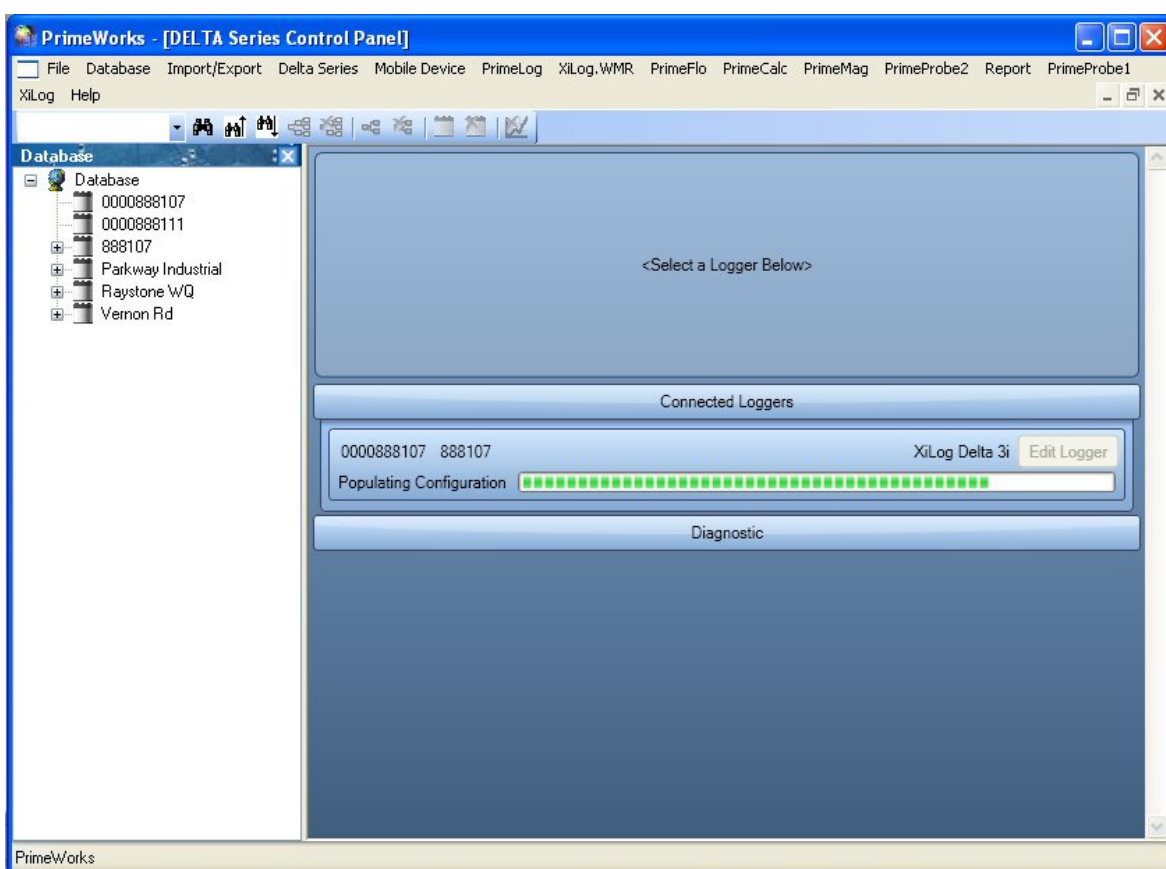 PrimeWorks - [DELTA Series Control Panel]
File Database Import/Export Delta Series Mobile Device PrimeLog XiLog.WMR PrimeFlo PrimeCalc PrimeMag PrimeProbe2 Report PrimeProbe1
XiLog Help
Database
Database
0000888107
0000888111
888107
Parkway Industrial
Raystone WQ
Vernon Rd
<Select a Logger Below>
Connected Loggers
0000888107 888107 XiLog Delta 3i Edit Logger
Populating Configuration
Diagnostic
PrimeWorks